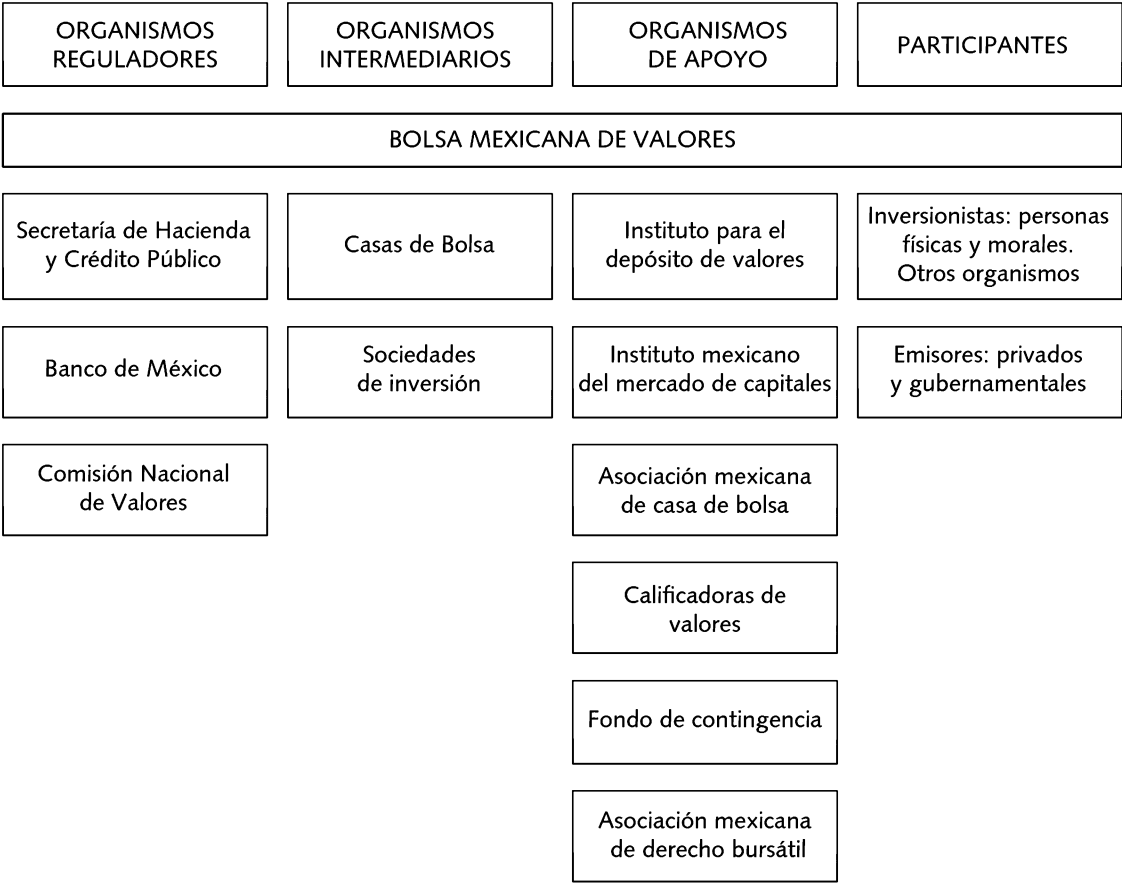 ORGANISMOS
REGULADORES
ORGANISMOS
INTERMEDIARIOS
ORGANISMOS
DE APOYO
PARTICIPANTES
BOLSA MEXICANA DE VALORES
Secretaría de Hacienda
y Crédito Público
Casas de Bolsa
Instituto para el
depósito de valores
Inversionistas: personas
físicas y morales.
Otros organismos
Banco de México
Sociedades
de inversión
Instituto mexicano
del mercado de capitales
Emisores: privados
y gubernamentales
Comisión Nacional
de Valores
Asociación mexicana
de casa de bolsa
Calificadoras de
valores
Fondo de contingencia
Asociación mexicana
de derecho bursátil